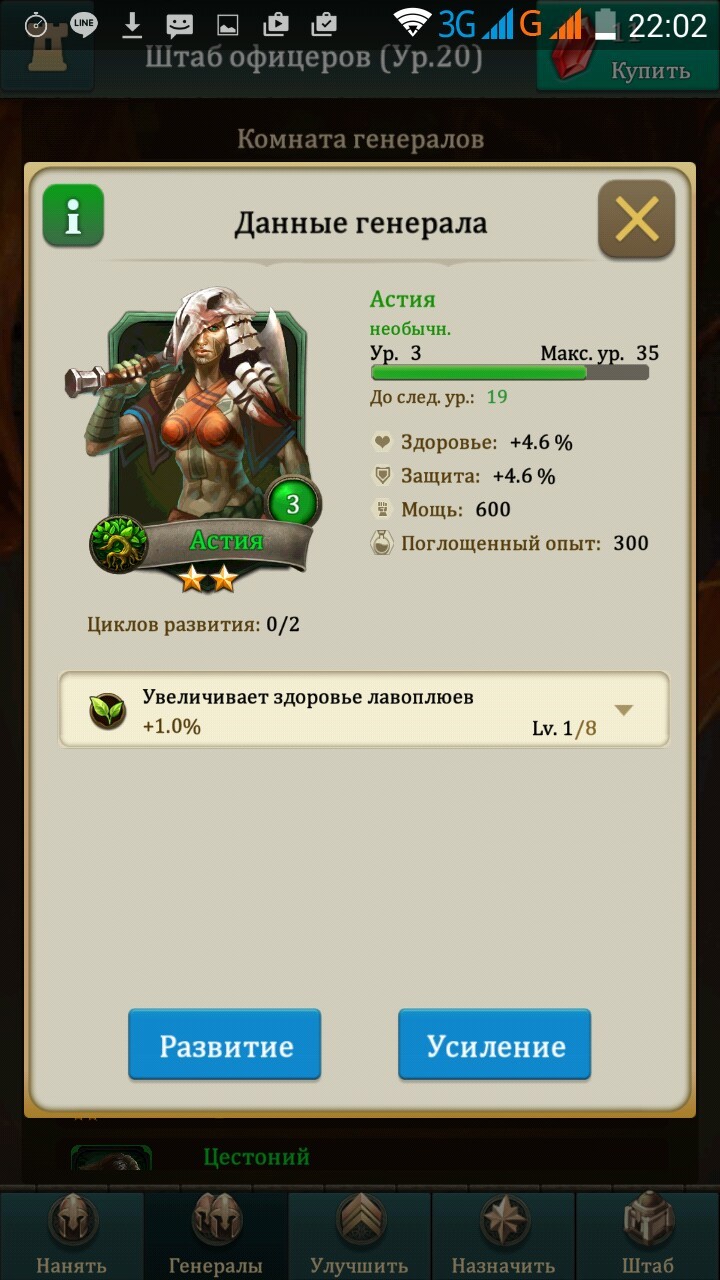 LINE
3G
G
22:02
Штаб офицеров (Ур.20)
11
Купить
Комната генералов
i
Данные генерала
Астия
необычн.
Ур. 3
Макс. ур. 35
До след. ур.: 19
Здоровье: +4.6 %
Защита: +4.6 %
Мощь: 600
Поглощенный опыт: 300
3
Астия
Циклов развития: 0/2
Увеличивает здоровье лавоплюев
+1.0%
Lv. 1/8
Развитие
Усиление
Цестоний
Нанять
Генералы
Улучшить
Назначить
Штаб